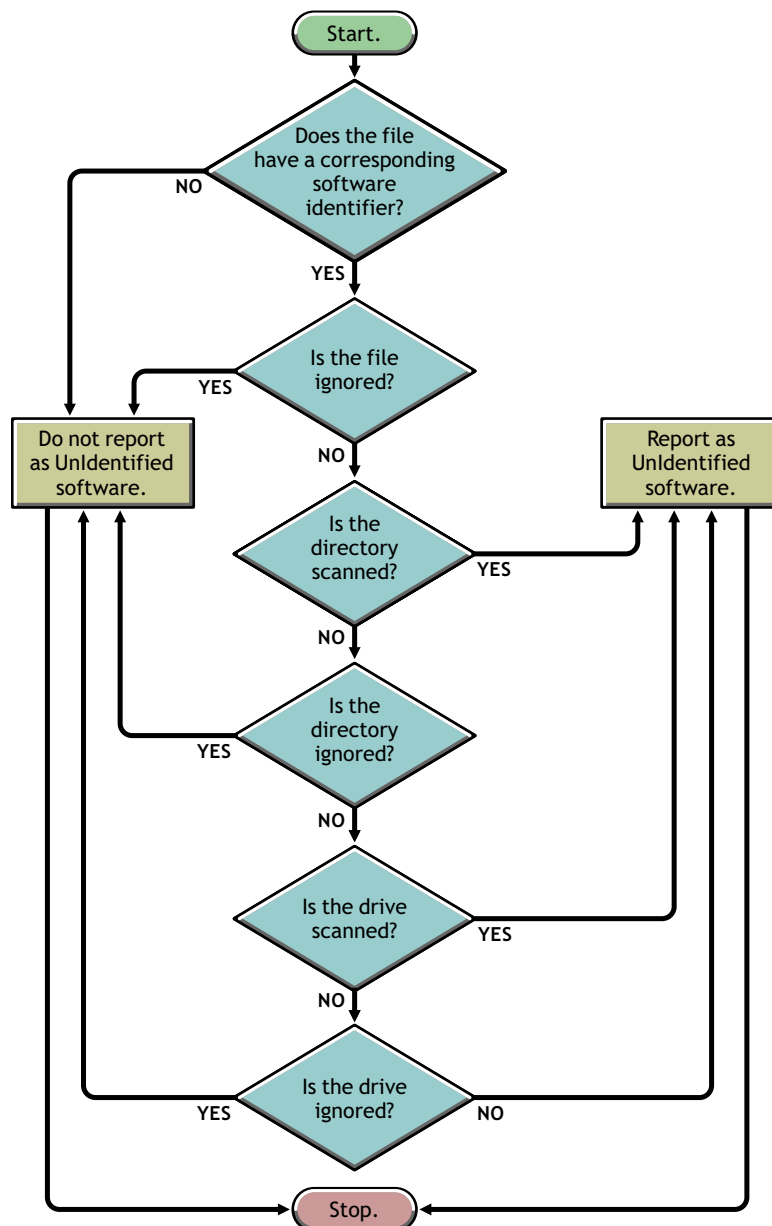 Start.
Does the file
have a corresponding
software
identifier?
NO
YES
Is the file
ignored?
YES
NO
Do not report
as UnIdentified
software.
Report as
UnIdentified
software.
Is the
directory
scanned?
YES
NO
Is the
directory
ignored?
YES
NO
Is the drive
scanned?
YES
NO
Is the drive
ignored?
YES
NO
Stop.